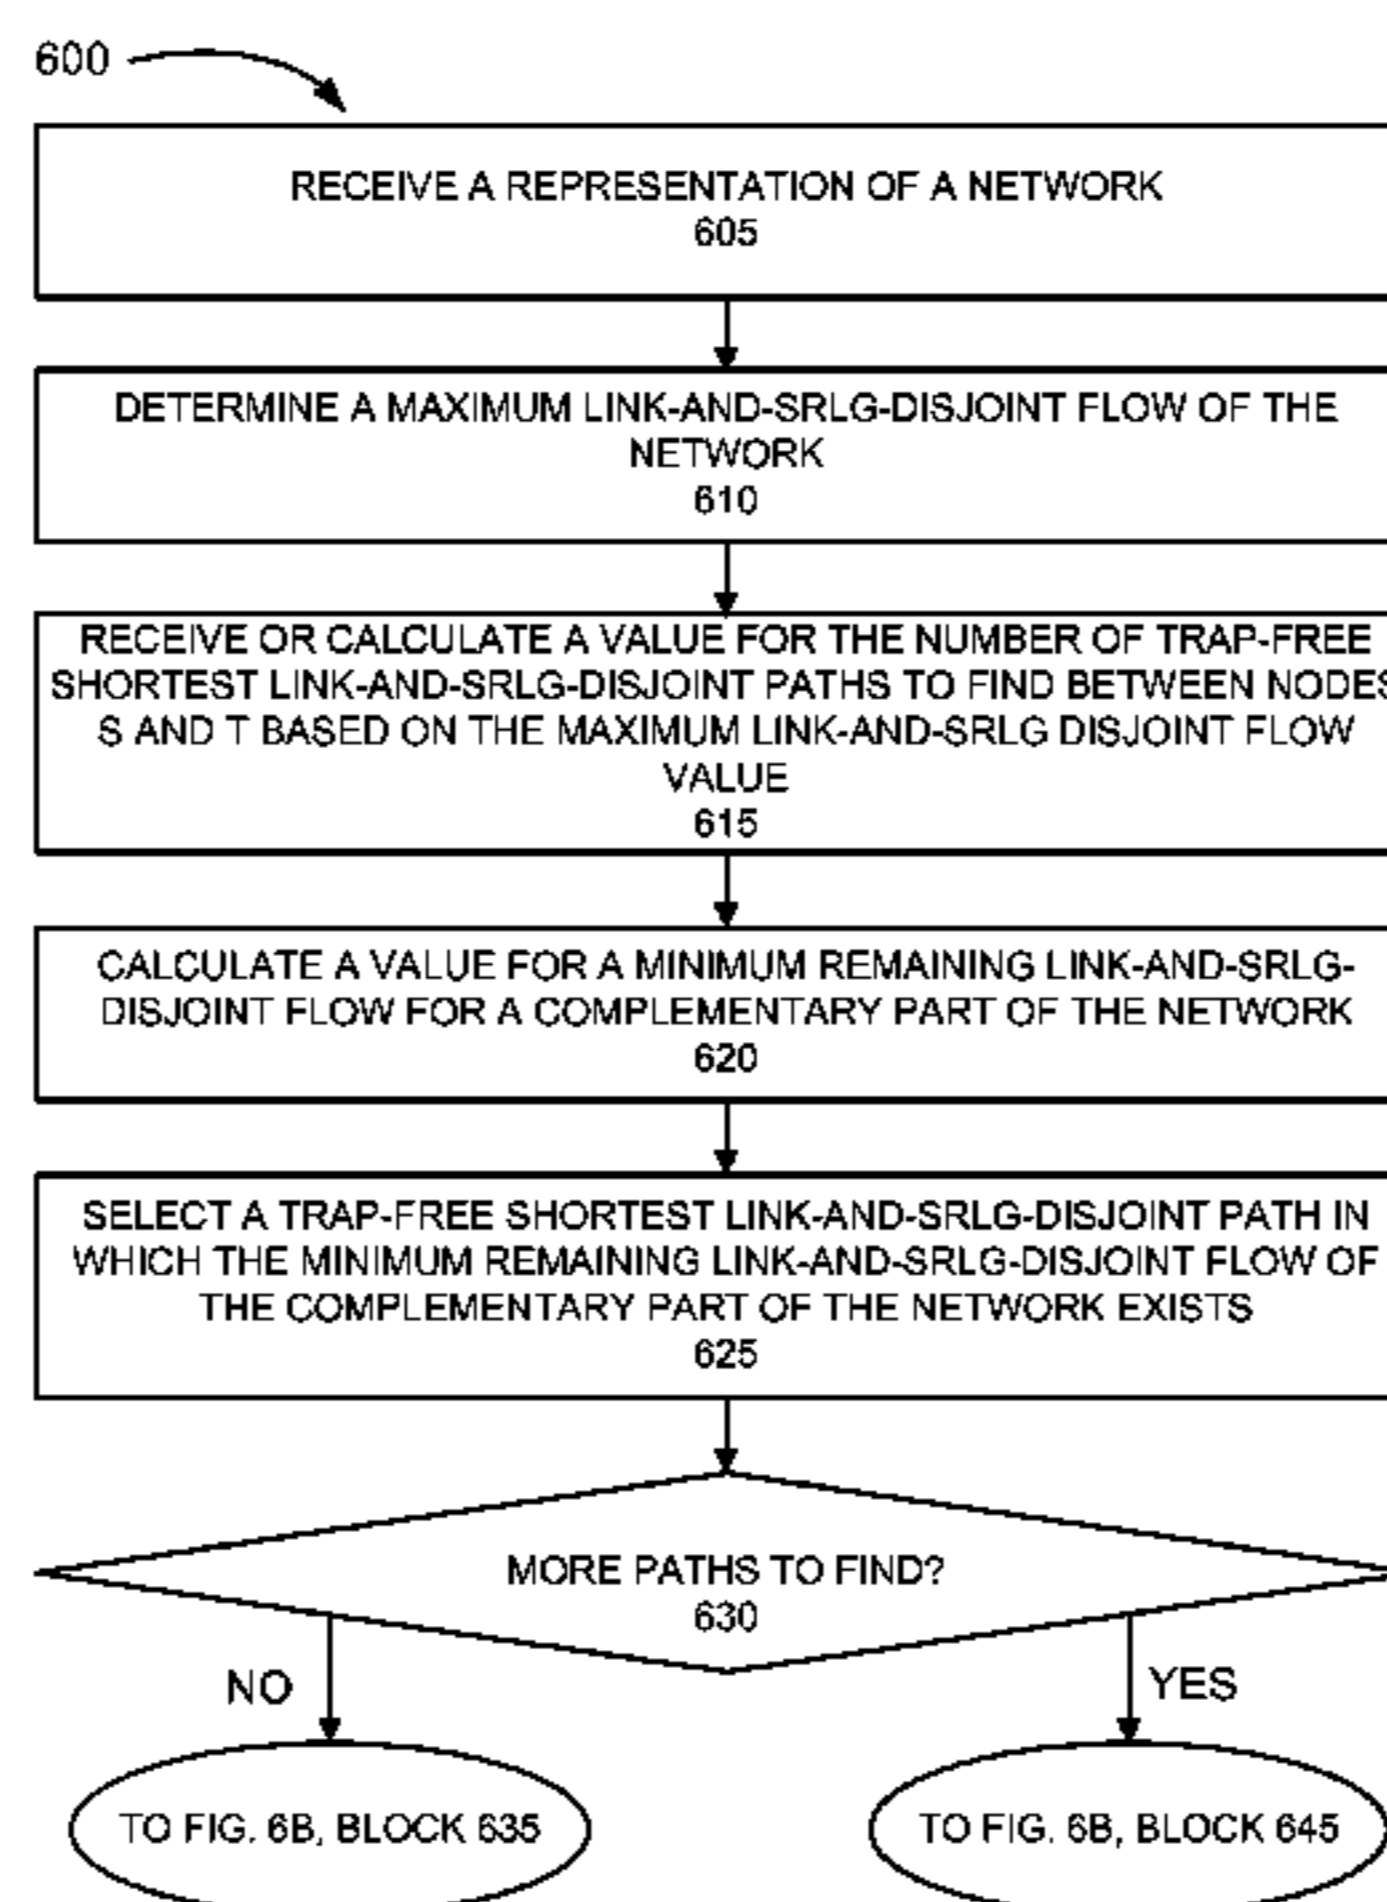 600
RECEIVE A REPRESENTATION OF A NETWORK
605
DETERMINE A MAXIMUM LINK-AND-SRLG-DISJOINT FLOW OF THE
NETWORK
610
RECEIVE OR CALCULATE A VALUE FOR THE NUMBER OF TRAP-FREE
SHORTEST LINK-AND-SRLG-DISJOINT PATHS TO FIND BETWEEN NODES
S AND T BASED ON THE MAXIMUM LINK-AND-SRLG DISJOINT FLOW
VALUE
615
CALCULATE A VALUE FOR A MINIMUM REMAINING LINK-AND-SRLG-
DISJOINT FLOW FOR A COMPLEMENTARY PART OF THE NETWORK
620
SELECT A TRAP-FREE SHORTEST LINK-AND-SRLG-DISJOINT PATH IN
WHICH THE MINIMUM REMAINING LINK-AND-SRLG-DISJOINT FLOW OF
THE COMPLEMENTARY PART OF THE NETWORK EXISTS
625
MORE PATHS TO FIND?
630
NO
YES
TO FIG. 6B, BLOCK 635
TO FIG. 6B, BLOCK 645